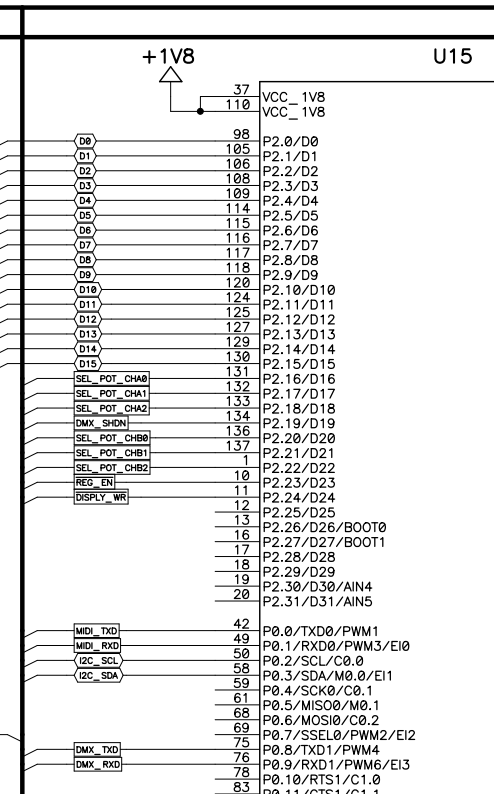 +1V8 U15
37 VCC_ 1V8
110 VCC_ 1V8
D0 98 P2.0/D0
D1 105 P2.1/D1
D2 106 P2.2/D2
D3 108 P2.3/D3
D4 109 P2.4/D4
D5 114 P2.5/D5
D6 115 P2.6/D6
D7 116 P2.7/D7
D8 117 P2.8/D8
D9 118 P2.9/D9
D10 120 P2.10/D10
D11 124 P2.11/D11
D12 125 P2.12/D12
D13 127 P2.13/D13
D14 129 P2.14/D14
D15 130 P2.15/D15
SEL_POT_CHA0 131 P2.16/D16
SEL_POT_CHA1 132 P2.17/D17
SEL_POT_CHA2 133 P2.18/D18
DMX_SHDN 134 P2.19/D19
SEL_POT_CHB0 136 P2.20/D20
SEL_POT_CHB1 137 P2.21/D21
SEL_POT_CHB2 1 P2.22/D22
REG_EN 10 P2.23/D23
DISPLY_WR 11 P2.24/D24
12 P2.25/D25
13 P2.26/D26/BOOT0
16 P2.27/D27/BOOT1
17 P2.28/D28
18 P2.29/D29
19 P2.30/D30/AIN4
20 P2.31/D31/AIN5
MIDI_TXD 42 P0.0/TXD0/PWM1
MIDI_RXD 49 P0.1/RXD0/PWM3/EI0
I2C_SCL 50 P0.2/SCL/C0.0
I2C_SDA 58 P0.3/SDA/M0.0/EI1
59 P0.4/SCK0/C0.1
61 P0.5/MISO0/M0.1
68 P0.6/MOSI0/C0.2
69 P0.7/SSEL0/PWM2/EI2
DMX_TXD 75 P0.8/TXD1/PWM4
DMX_RXD 76 P0.9/RXD1/PWM6/EI3
78 P0.10/RTS1/C1.0
83 P0.11/CTS1/C1.1